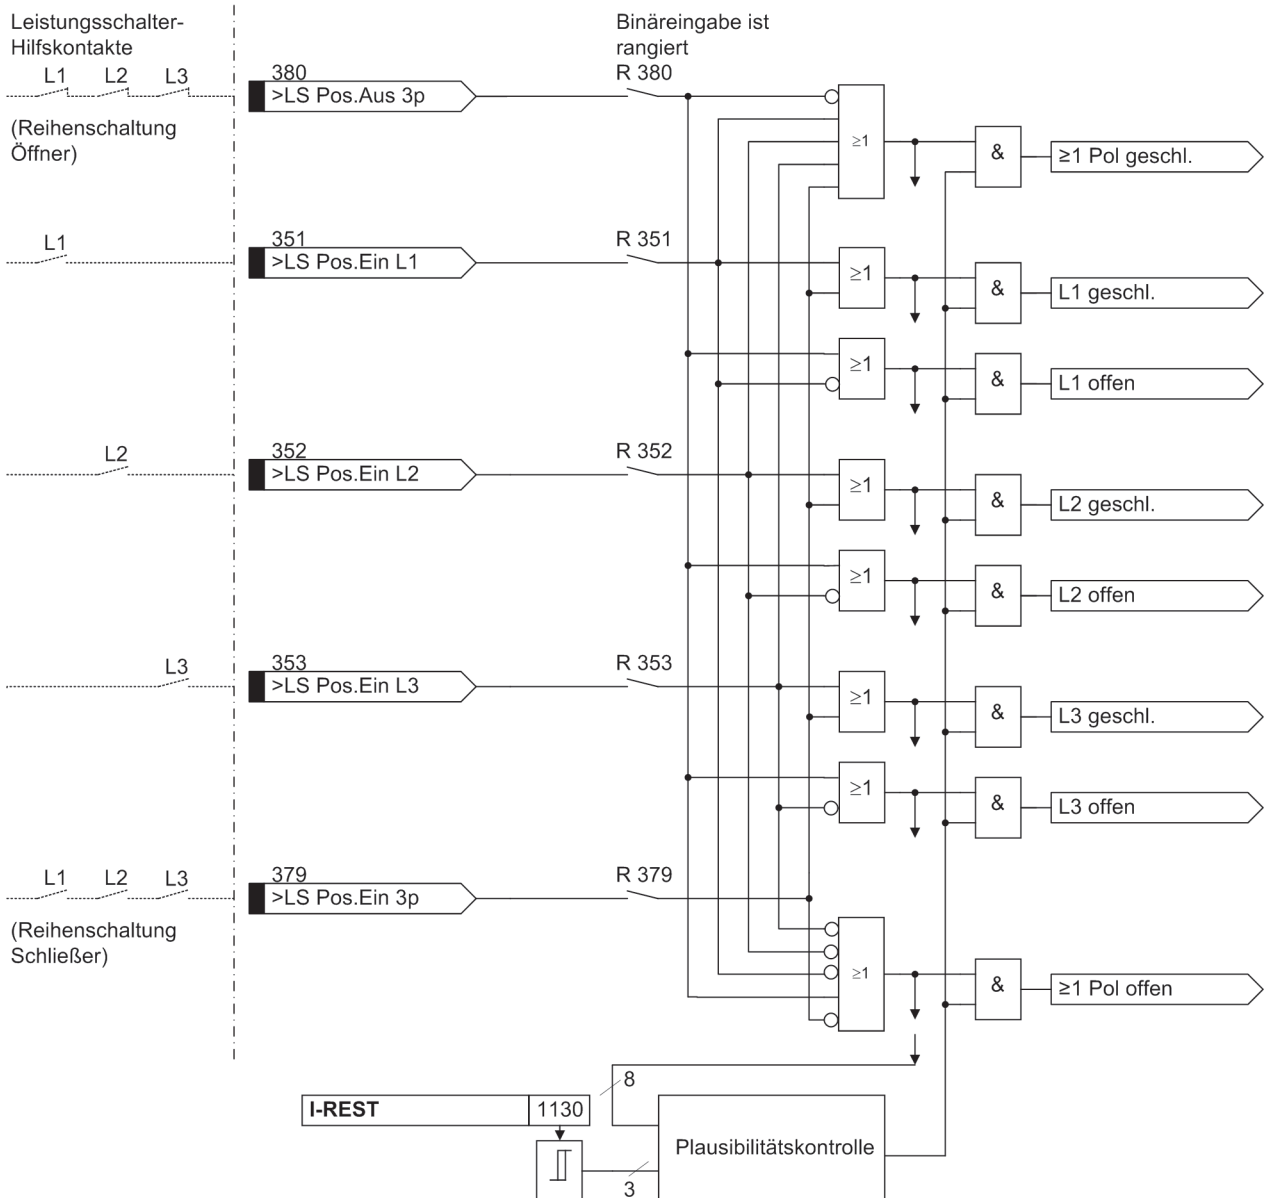 Leistungsschalter-
Hilfskontakte
Binäreingabe ist
rangiert
L1 L2 L3
380
>LS Pos.Aus 3p
R 380
(Reihenschaltung
Öffner)
≥1
&
≥1 Pol geschl.
L1
351
>LS Pos.Ein L1
R 351
≥1
&
L1 geschl.
≥1
&
L1 offen
L2
352
>LS Pos.Ein L2
R 352
≥1
&
L2 geschl.
≥1
&
L2 offen
L3
353
>LS Pos.Ein L3
R 353
≥1
&
L3 geschl.
≥1
&
L3 offen
L1 L2 L3
379
>LS Pos.Ein 3p
R 379
(Reihenschaltung
Schließer)
≥1
&
≥1 Pol offen
8
I-REST 1130
Plausibilitätskontrolle
3